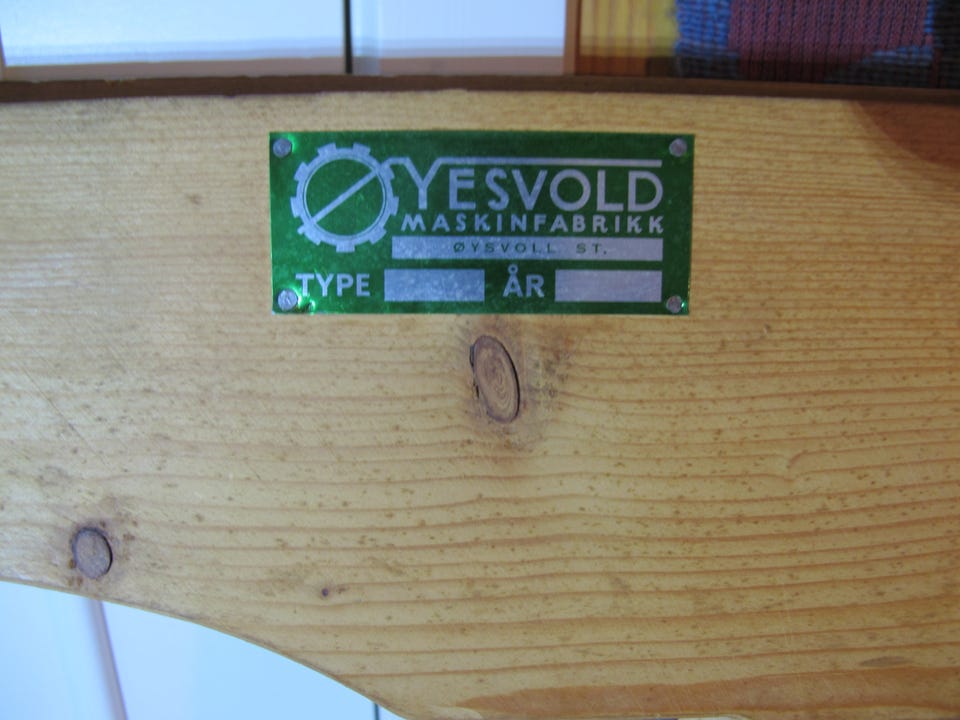 ØYESVOLD
MASKINFABRIKK
ØYSVOLL ST.
TYPE ÅR